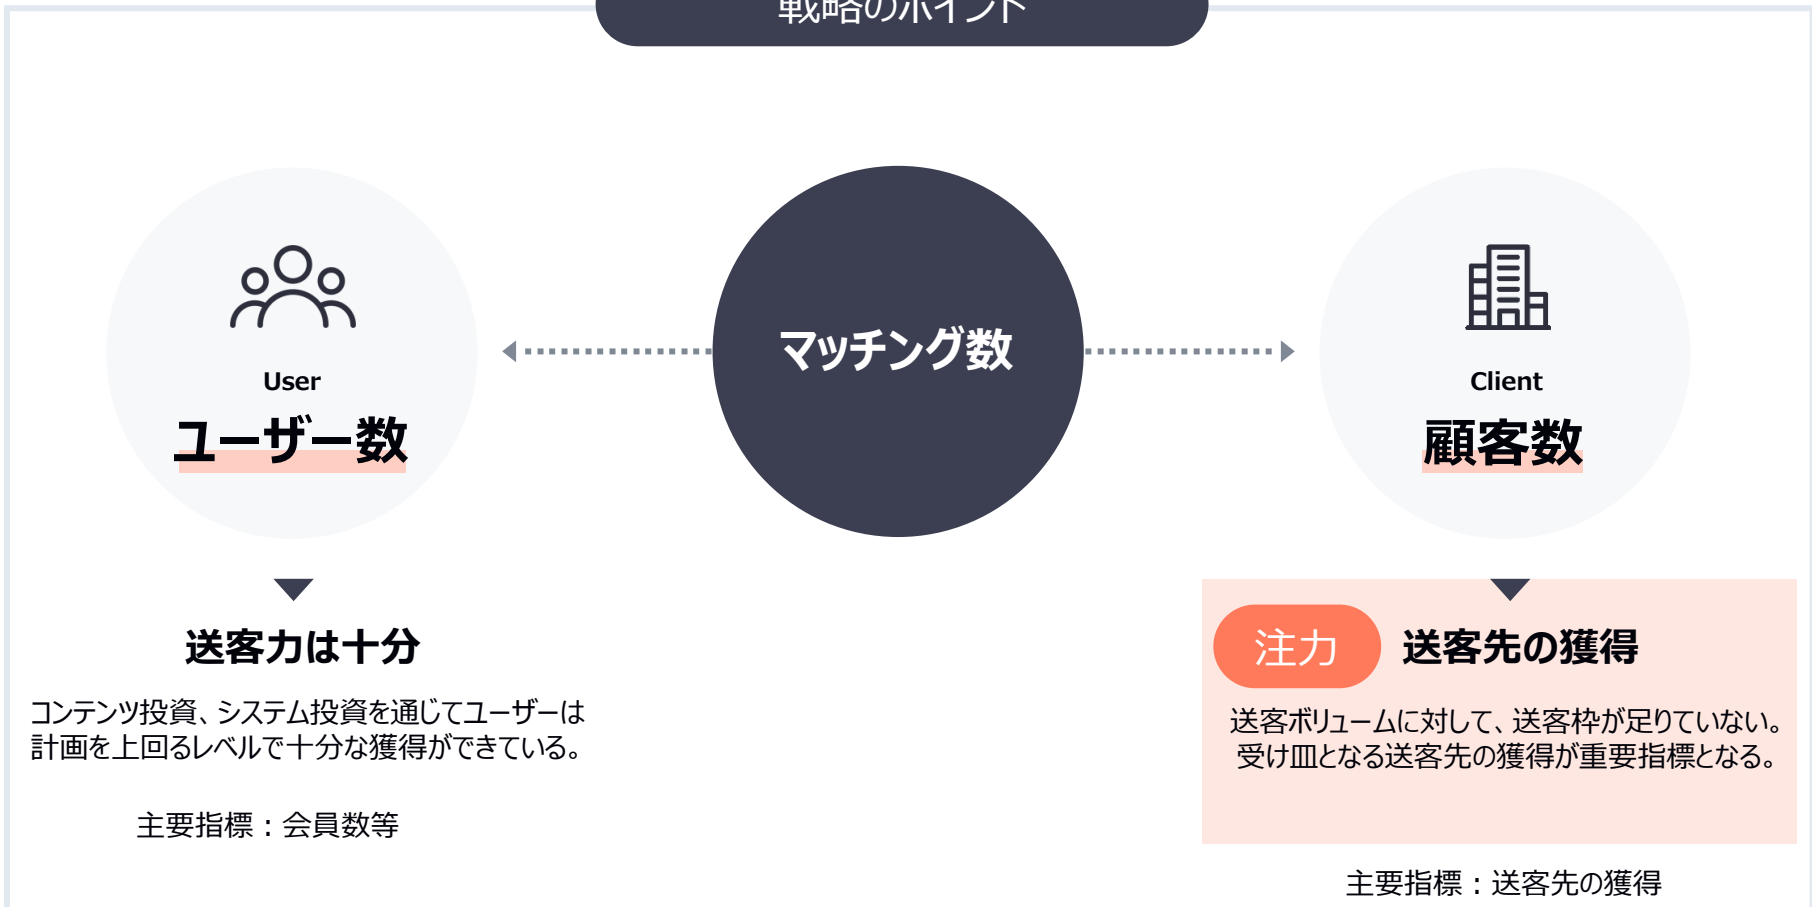 戦略のポイント
マッチング数
User
ユーザー数
Client
顧客数
送客力は十分
コンテンツ投資、システム投資を通じてユーザーは
計画を上回るレベルで十分な獲得ができている。
主要指標：会員数等
注力
送客先の獲得
送客ボリュームに対して、送客枠が足りていない。
受け皿となる送客先の獲得が重要指標となる。
主要指標：送客先の獲得